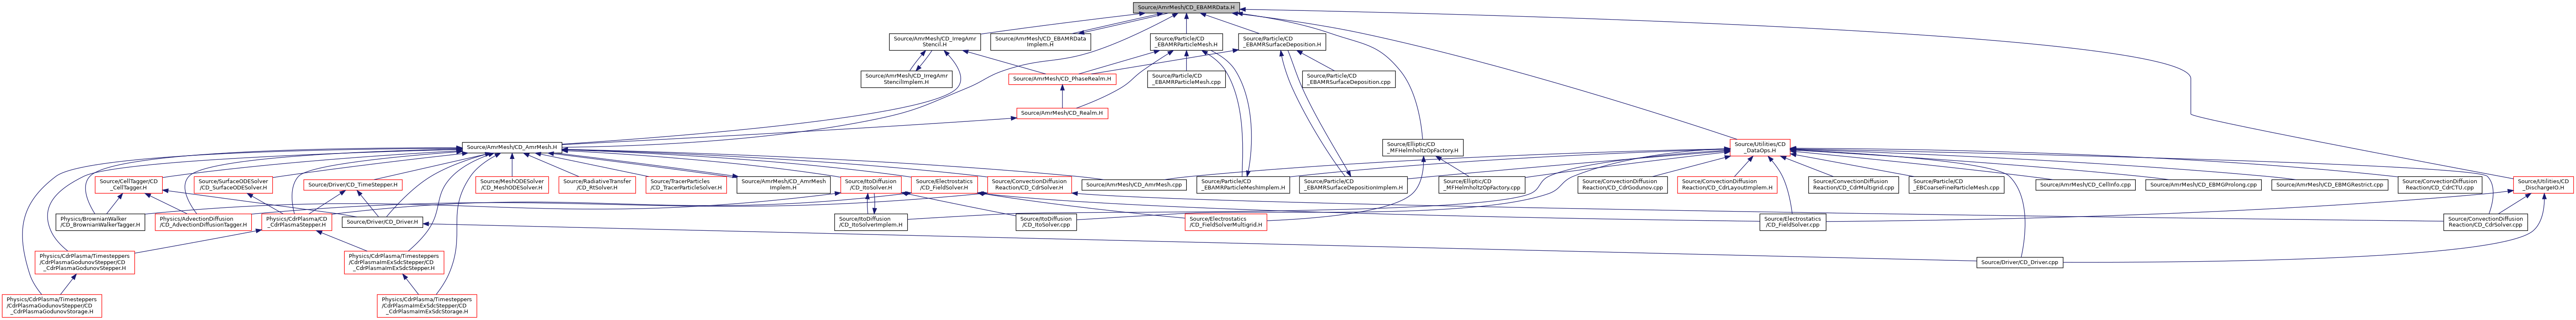 Source/AmrMesh/CD_EBAMRData.H
Source/AmrMesh/CD_IrregAmr
Stencil.H
Source/AmrMesh/CD_EBAMRData
Implem.H
Source/Particle/CD
_EBAMRParticleMesh.H
Source/Particle/CD
_EBAMRSurfaceDeposition.H
Source/AmrMesh/CD_IrregAmr
StencilImplem.H
Source/AmrMesh/CD_PhaseRealm.H
Source/Particle/CD
_EBAMRParticleMesh.cpp
Source/Particle/CD
_EBAMRSurfaceDeposition.cpp
Source/AmrMesh/CD_Realm.H
Source/AmrMesh/CD_AmrMesh.H
Source/Elliptic/CD
_MFHelmholtzOpFactory.H
Source/Utilities/CD
_DataOps.H
Source/CellTagger/CD
_CellTagger.H
Source/SurfaceODESolver
/CD_SurfaceODESolver.H
Source/Driver/CD_TimeStepper.H
Source/MeshODESolver
/CD_MeshODESolver.H
Source/RadiativeTransfer
/CD_RtSolver.H
Source/TracerParticles
/CD_TracerParticleSolver.H
Source/AmrMesh/CD_AmrMesh
Implem.H
Source/ItoDiffusion
/CD_ItoSolver.H
Source/Electrostatics
/CD_FieldSolver.H
Source/ConvectionDiffusion
Reaction/CD_CdrSolver.H
Source/AmrMesh/CD_AmrMesh.cpp
Source/Particle/CD
_EBAMRParticleMeshImplem.H
Source/Particle/CD
_EBAMRSurfaceDepositionImplem.H
Source/Elliptic/CD
_MFHelmholtzOpFactory.cpp
Source/ConvectionDiffusion
Reaction/CD_CdrGodunov.cpp
Source/ConvectionDiffusion
Reaction/CD_CdrLayoutImplem.H
Source/ConvectionDiffusion
Reaction/CD_CdrMultigrid.cpp
Source/Particle/CD
_EBCoarseFineParticleMesh.cpp
Source/AmrMesh/CD_CellInfo.cpp
Source/AmrMesh/CD_EBMGProlong.cpp
Source/AmrMesh/CD_EBMGRestrict.cpp
Source/ConvectionDiffusion
Reaction/CD_CdrCTU.cpp
Source/Utilities/CD
_DischargeIO.H
Physics/BrownianWalker
/CD_BrownianWalkerTagger.H
Physics/AdvectionDiffusion
/CD_AdvectionDiffusionTagger.H
Physics/CdrPlasma/CD
_CdrPlasmaStepper.H
Source/Driver/CD_Driver.H
Source/ItoDiffusion
/CD_ItoSolverImplem.H
Source/ItoDiffusion
/CD_ItoSolver.cpp
Source/Electrostatics
/CD_FieldSolverMultigrid.H
Source/Electrostatics
/CD_FieldSolver.cpp
Source/ConvectionDiffusion
Reaction/CD_CdrSolver.cpp
Physics/CdrPlasma/Timesteppers
/CdrPlasmaGodunovStepper/CD
_CdrPlasmaGodunovStepper.H
Physics/CdrPlasma/Timesteppers
/CdrPlasmaImExSdcStepper/CD
_CdrPlasmaImExSdcStepper.H
Source/Driver/CD_Driver.cpp
Physics/CdrPlasma/Timesteppers
/CdrPlasmaGodunovStepper/CD
_CdrPlasmaGodunovStorage.H
Physics/CdrPlasma/Timesteppers
/CdrPlasmaImExSdcStepper/CD
_CdrPlasmaImExSdcStorage.H